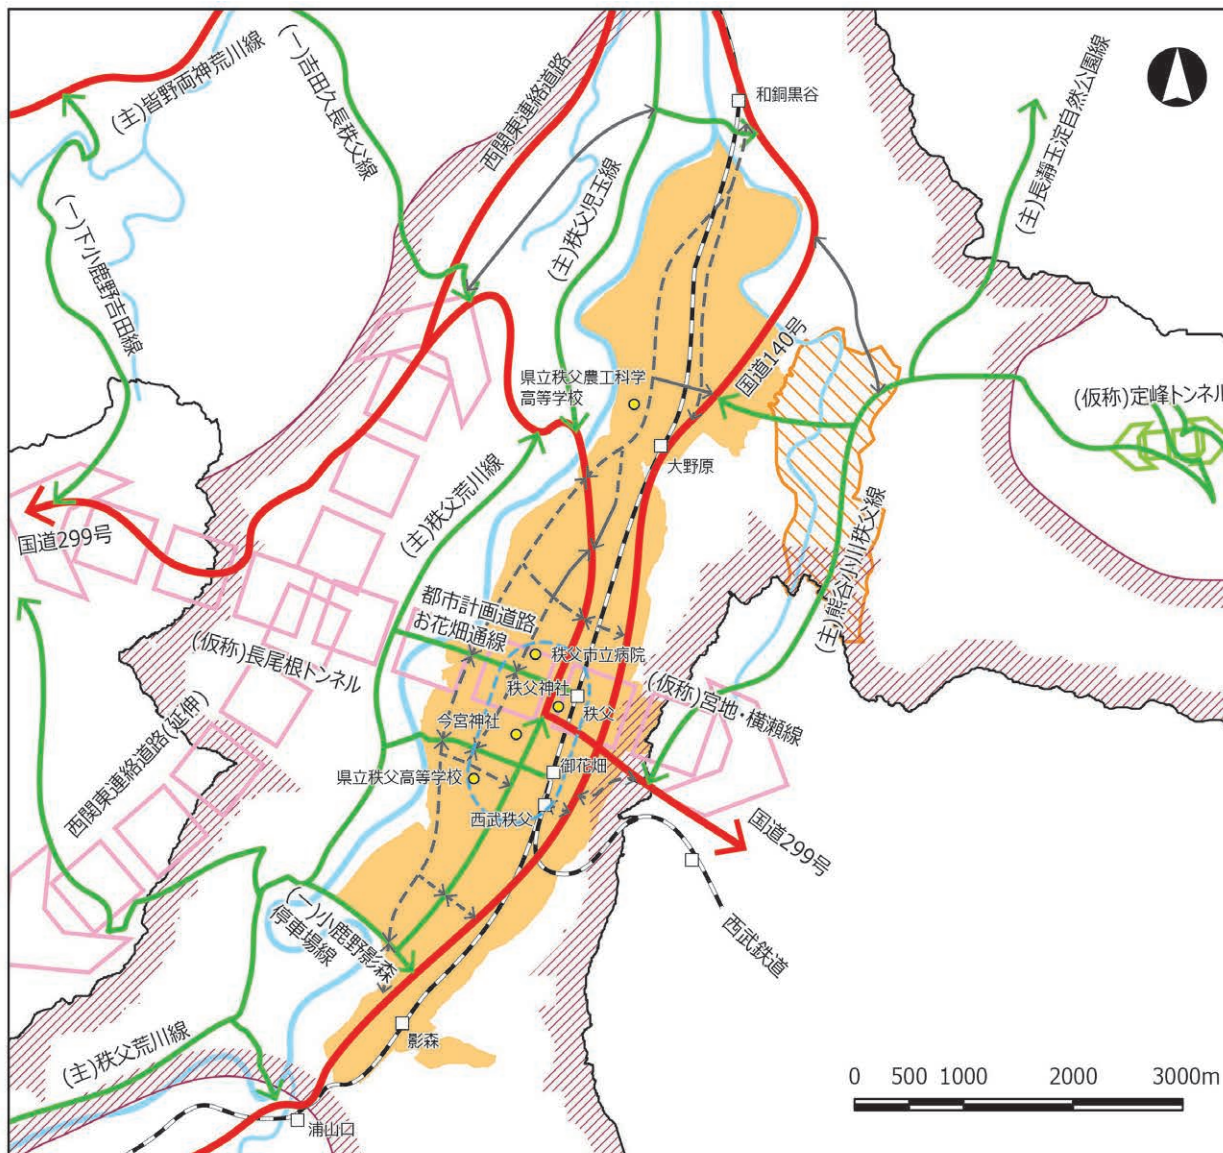 (主)皆野両神荒川線
(一)吉田久長秩父線
西関東連絡道路
和銅黒谷
(主)長瀞玉淀自然公園線
(主)秩父児玉線
(一)下小鹿野吉田線
国道140号
県立秩父農工科学
高等学校
(仮称)定峰トンネル
大野原
国道299号
(主)秩父荒川線
(主)熊谷小川秩父線
都市計画道路
お花畑通線
(仮称)長尾根トンネル
秩父市立病院
秩父神社
秩父
(仮称)宮地・横瀬線
今宮神社
西関東連絡道路(延伸)
県立秩父高等学校
御花畑
西武秩父
国道299号
(一)小鹿野影森
停車場線
西武鉄道
影森
(主)秩父荒川線
浦山口
0 500 1000 2000 3000m